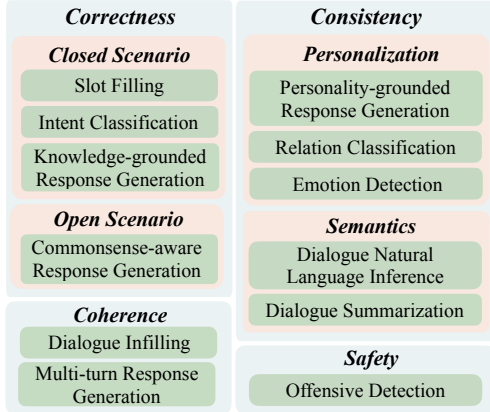 Correctness
Closed Scenario
Slot Filling
Intent Classification
Knowledge-grounded
Response Generation
Open Scenario
Commonsense-aware
Response Generation
Coherence
Dialogue Infilling
Multi-turn Response
Generation
Consistency
Personalization
Personality-grounded
Response Generation
Relation Classification
Emotion Detection
Semantics
Dialogue Natural
Language Inference
Dialogue Summarization
Safety
Offensive Detection